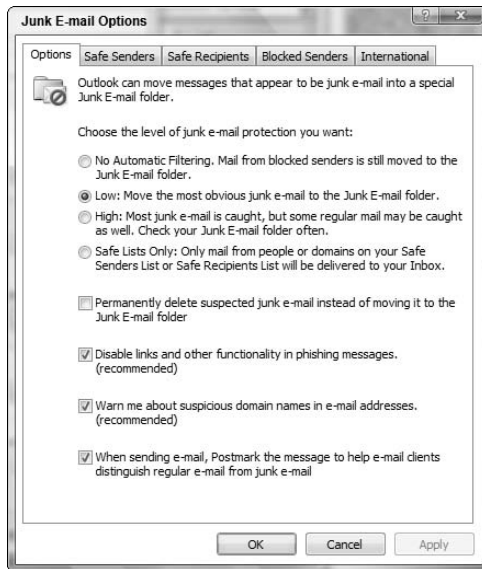 Junk E-mail Options
?
Options Safe Senders Safe Recipients Blocked Senders International
Outlook can move messages that appear to be junk e-mail into a special
Junk E-mail folder.
Choose the level of junk e-mail protection you want:
No Automatic Filtering. Mail from blocked senders is still moved to the
Junk E-mail folder.
Low: Move the most obvious junk e-mail to the Junk E-mail folder.
High: Most junk e-mail is caught, but some regular mail may be caught
as well. Check your Junk E-mail folder often.
Safe Lists Only: Only mail from people or domains on your Safe
Senders List or Safe Recipients List will be delivered to your Inbox.
Permanently delete suspected junk e-mail instead of moving it to the
Junk E-mail folder
Disable links and other functionality in phishing messages.
(recommended)
Warn me about suspicious domain names in e-mail addresses.
(recommended)
When sending e-mail, Postmark the message to help e-mail clients
distinguish regular e-mail from junk e-mail
OK Cancel Apply